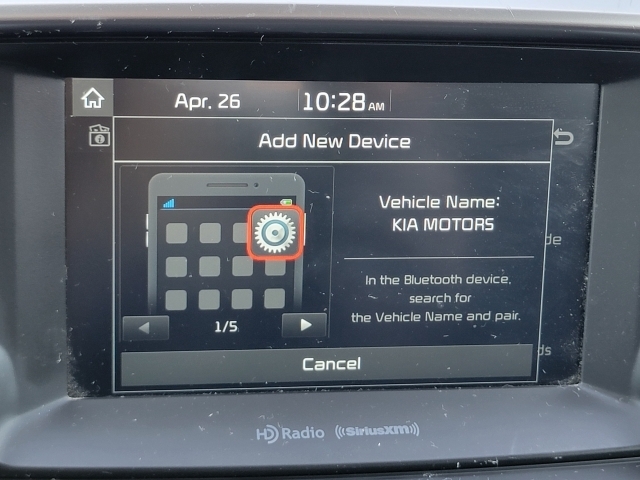 Apr. 26
10:28 AM
Add New Device
Vehicle Name:
KIA MOTORS
In the Bluetooth device,
search for
the Vehicle Name and pair.
1/5
Cancel
HD Radio
((SiriusXM))